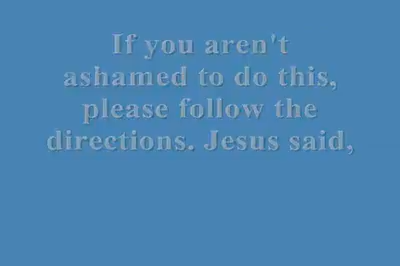 If you aren't
ashamed to do this,
please follow the
directions. Jesus said,